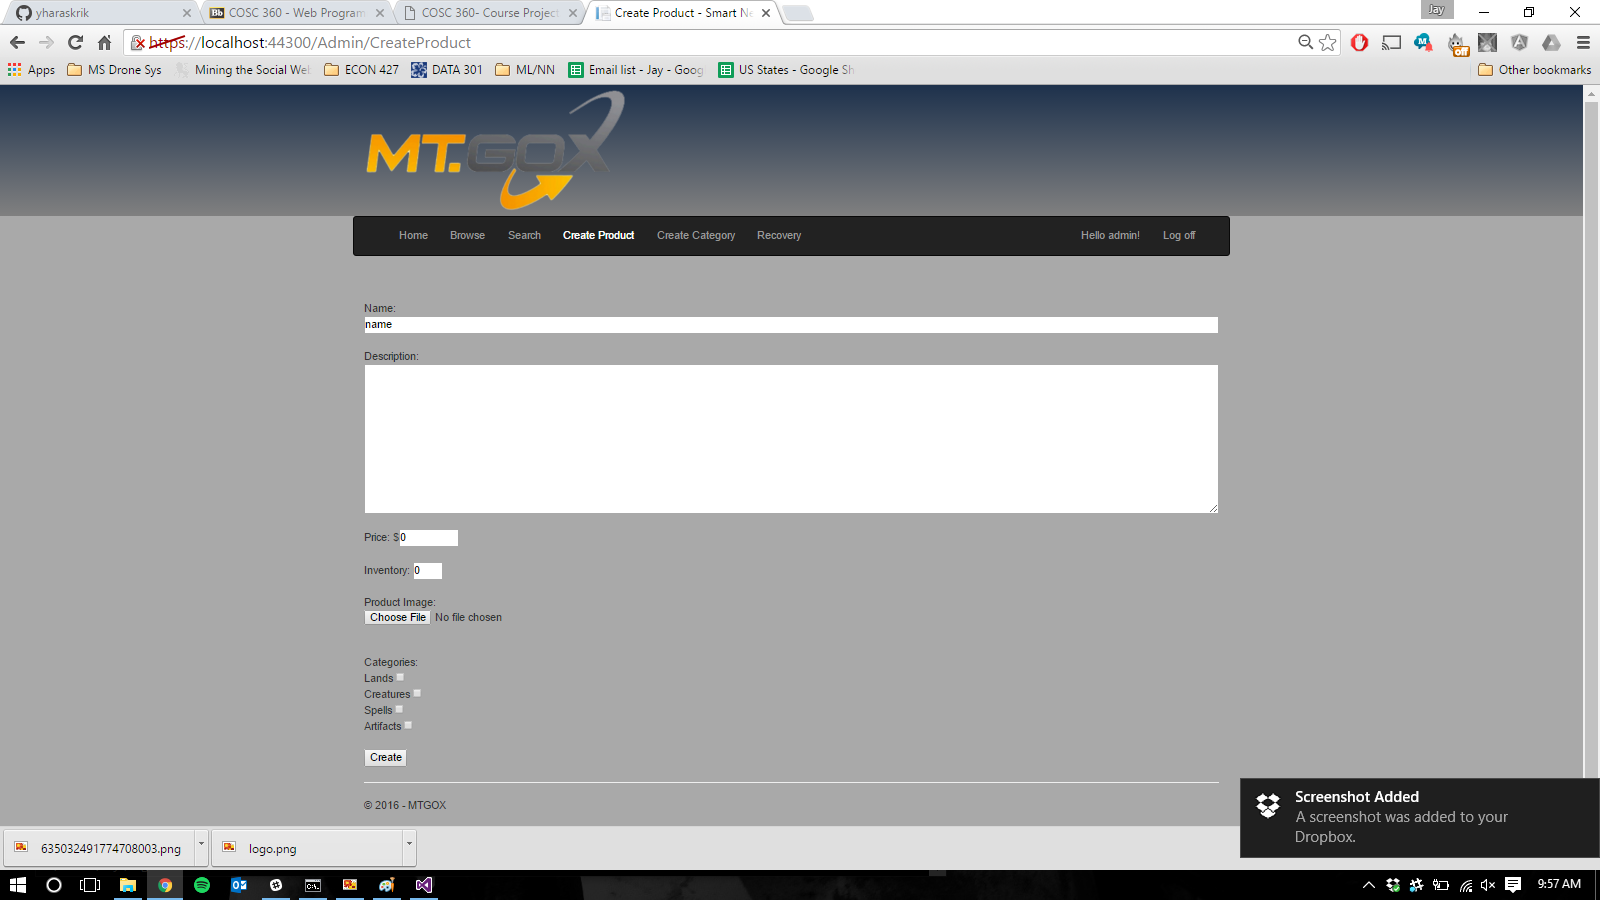 Jay
yharaskrik
COSC 360 - Web Program
COSC 360- Course Project
Create Product - Smart Ne
https://localhost:44300/Admin/CreateProduct
Apps MS Drone Sys Mining the Social Web ECON 427 DATA 301 ML/NN Email list - Jay - Goog US States - Google Sh Other bookmarks
MT.GOX
Home Browse Search Create Product Create Category Recovery Hello admin! Log off
Name:
name
Description:
Price: $0
Inventory: 0
Product Image:
Choose File No file chosen
Categories:
Lands
Creatures
Spells
Artifacts
Create
© 2016 - MTGOX
Screenshot Added
A screenshot was added to your
Dropbox.
635032491774708003.png logo.png
9:57 AM